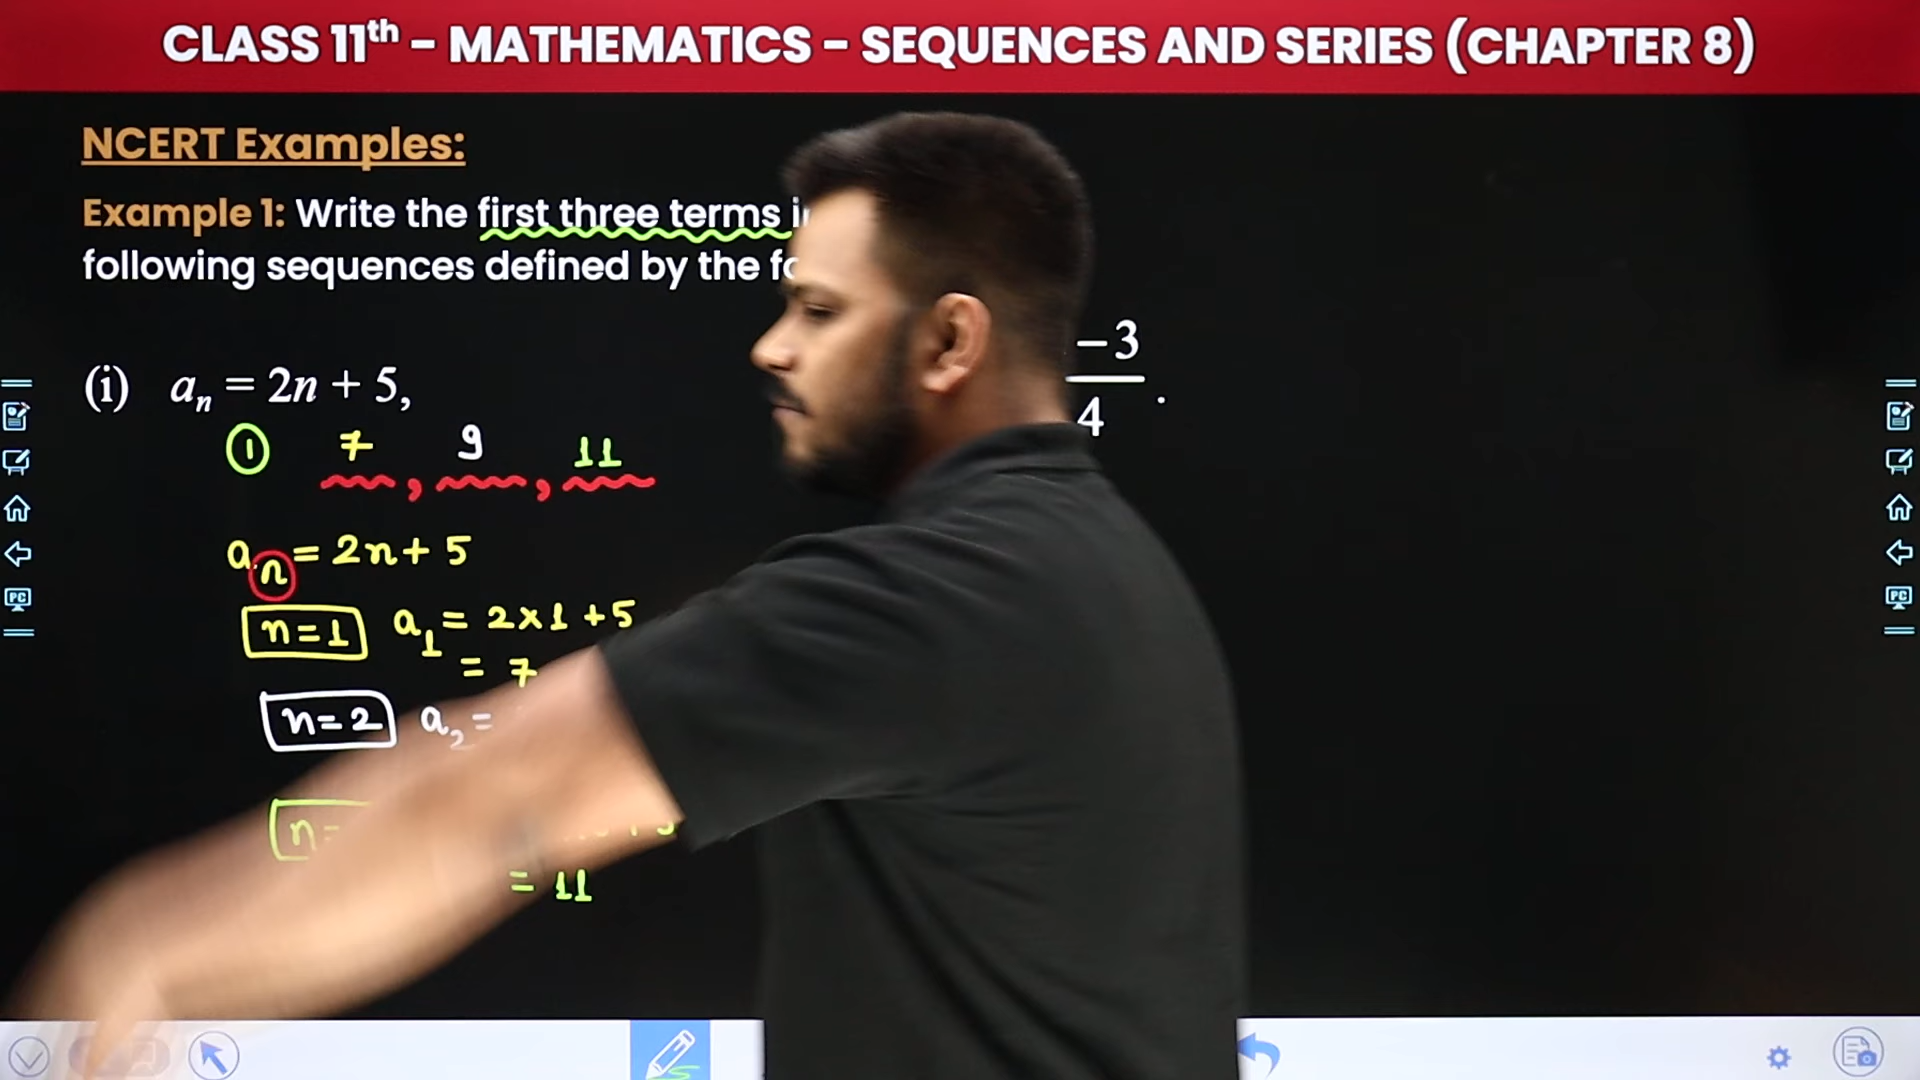 CLASS 11th - MATHEMATICS - SEQUENCES AND SERIES (CHAPTER 8)
NCERT Examples:
Example 1: Write the first three terms
following sequences defined by the
(i) aₙ = 2n + 5,
−3
4 .
① 7 , 9 , 11
aₙ = 2n + 5
n=1 a₁ = 2×1+5
= 7
n=2 a₂ =
n=
= 11
PC
PC